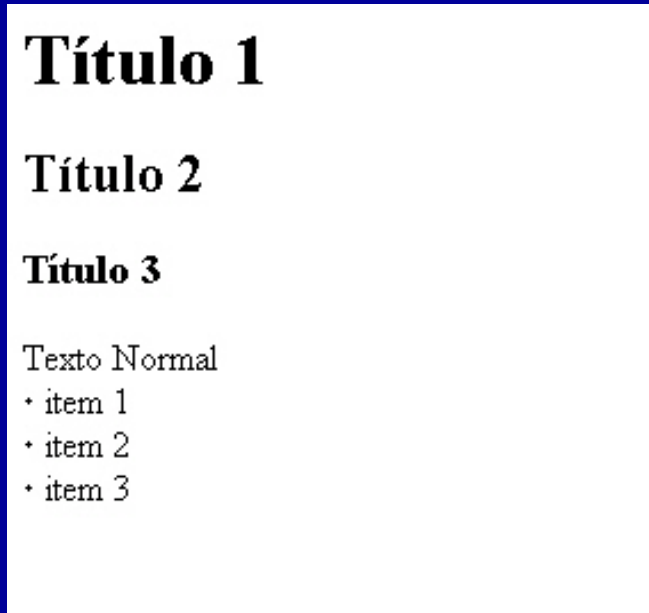 Título 1
Título 2
Título 3
Texto Normal
· item 1
· item 2
· item 3